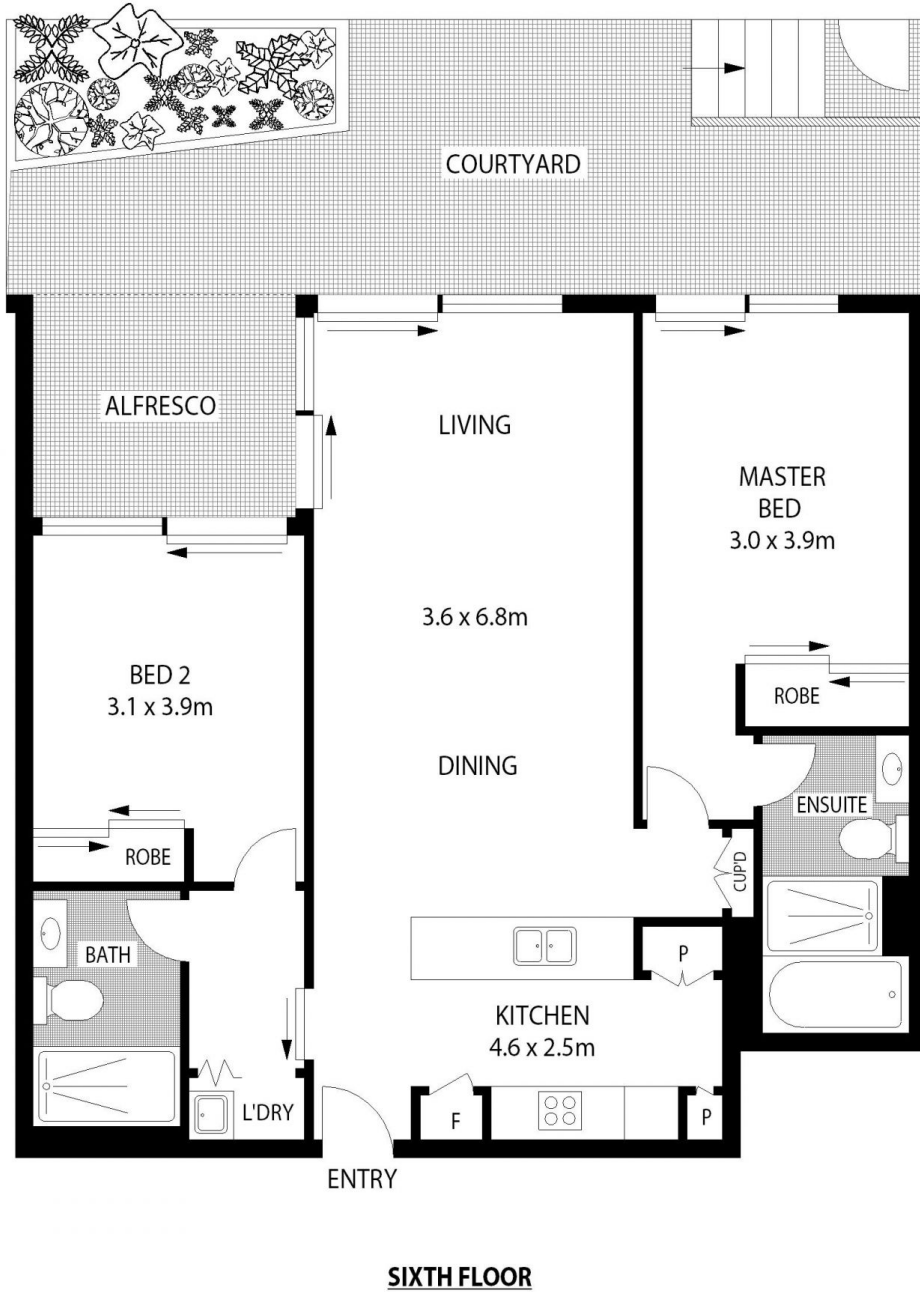 COURTYARD
ALFRESCO
LIVING
MASTER
BED
3.0 x 3.9m
3.6 x 6.8m
BED 2
3.1 x 3.9m
ROBE
DINING
ENSUITE
ROBE
CUP'D
BATH
P
KITCHEN
4.6 x 2.5m
L'DRY
F
P
ENTRY
SIXTH FLOOR